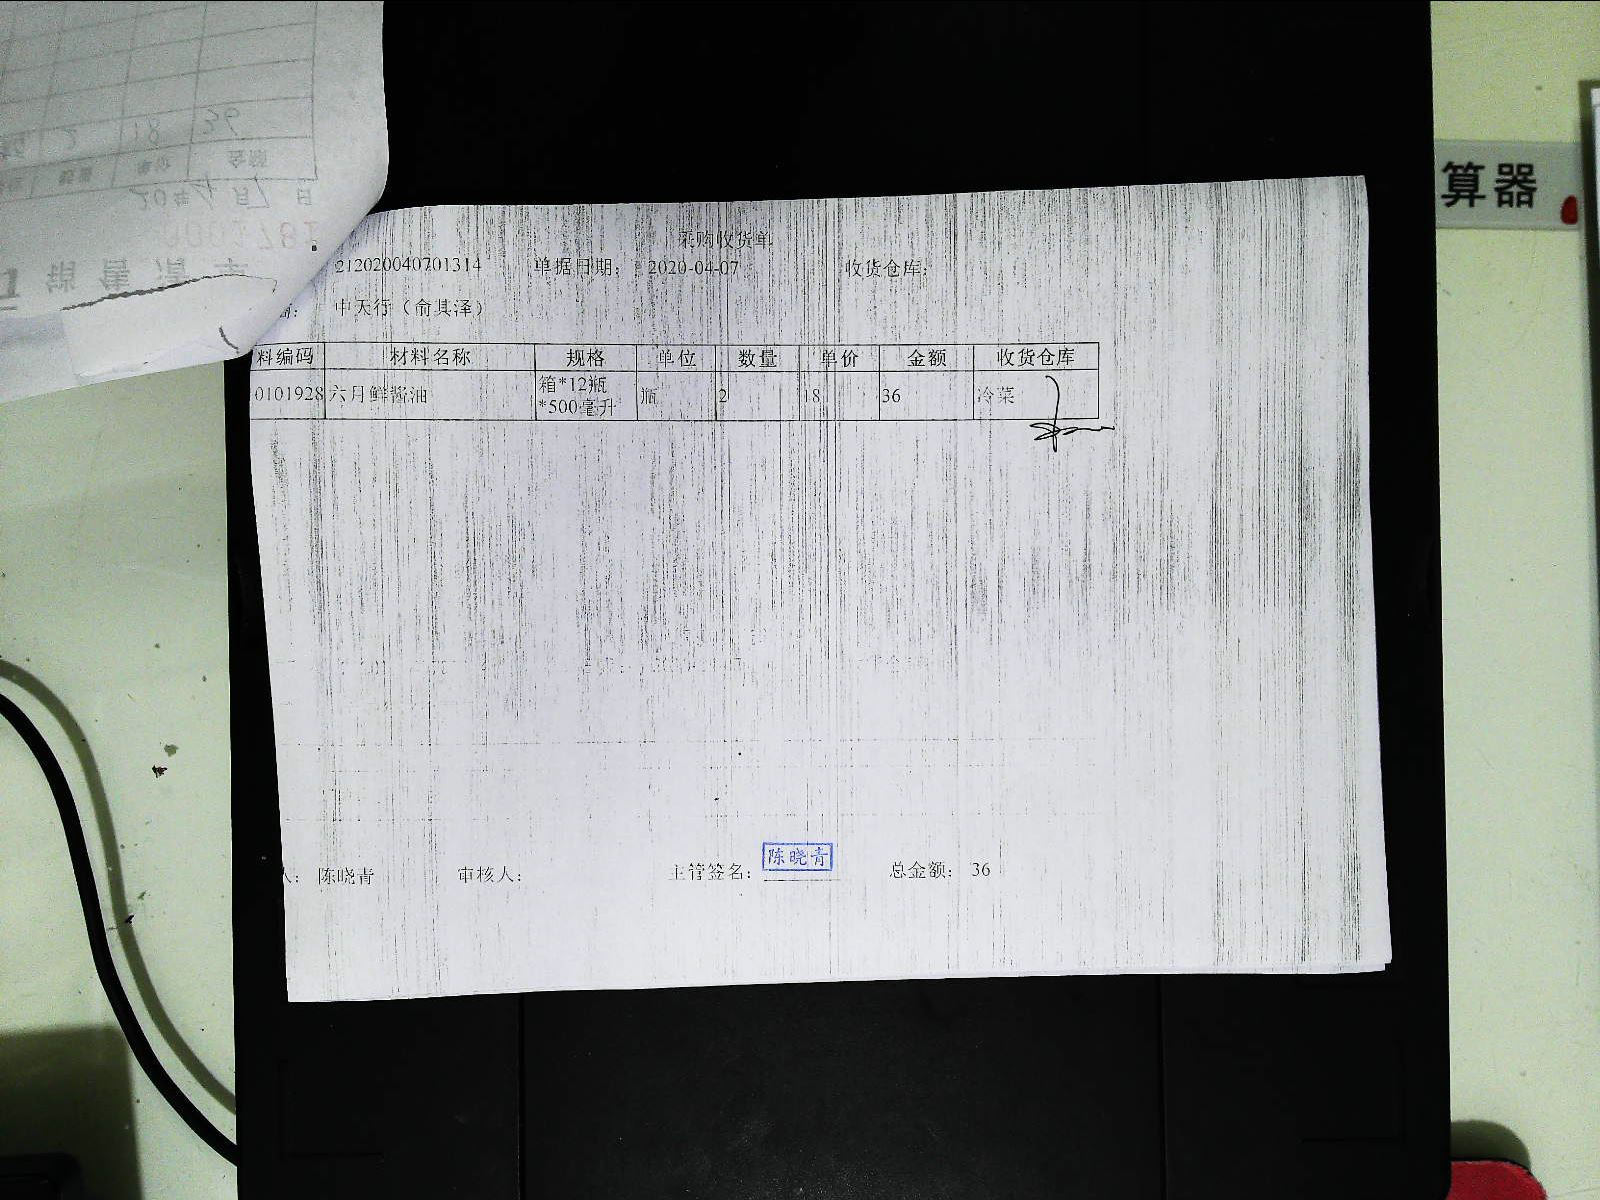 采购收货单
212020040701314 单据日期： 2020-04-07 收货仓库：
商： 中天行（俞其泽）
料编码 材料名称 规格 单位 数量 单价 金额 收货仓库
0101928 六月鲜酱油 箱*12瓶*500毫升 瓶 2 18 36 冷菜
人： 陈晓青 审核人： 主管签名： 陈晓青 总金额： 36
算器